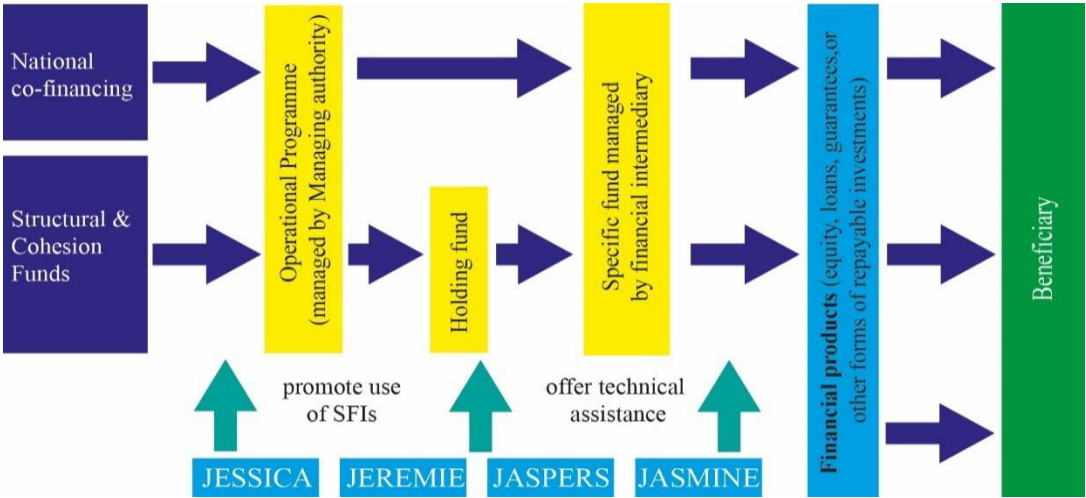 National
co-financing
Structural &
Cohesion
Funds
Operational Programme
(managed by Managing authority)
Holding fund
Specific fund managed
by financial intermediary
Financial products (equity, loans, guarantees,or
other forms of repayable investments)
Beneficiary
promote use
of SFIs
offer technical
assistance
JESSICA
JEREMIE
JASPERS
JASMINE